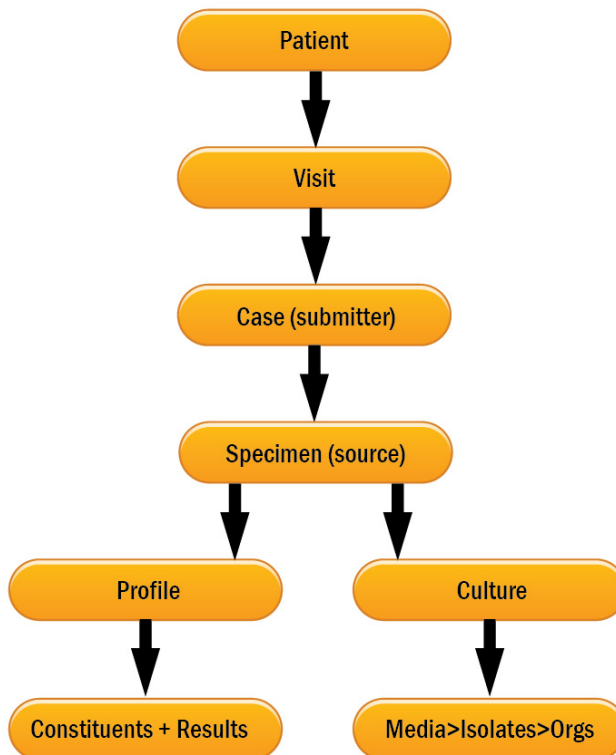 Patient
Visit
Case (submitter)
Specimen (source)
Profile
Culture
Constituents + Results
Media>Isolates>Orgs